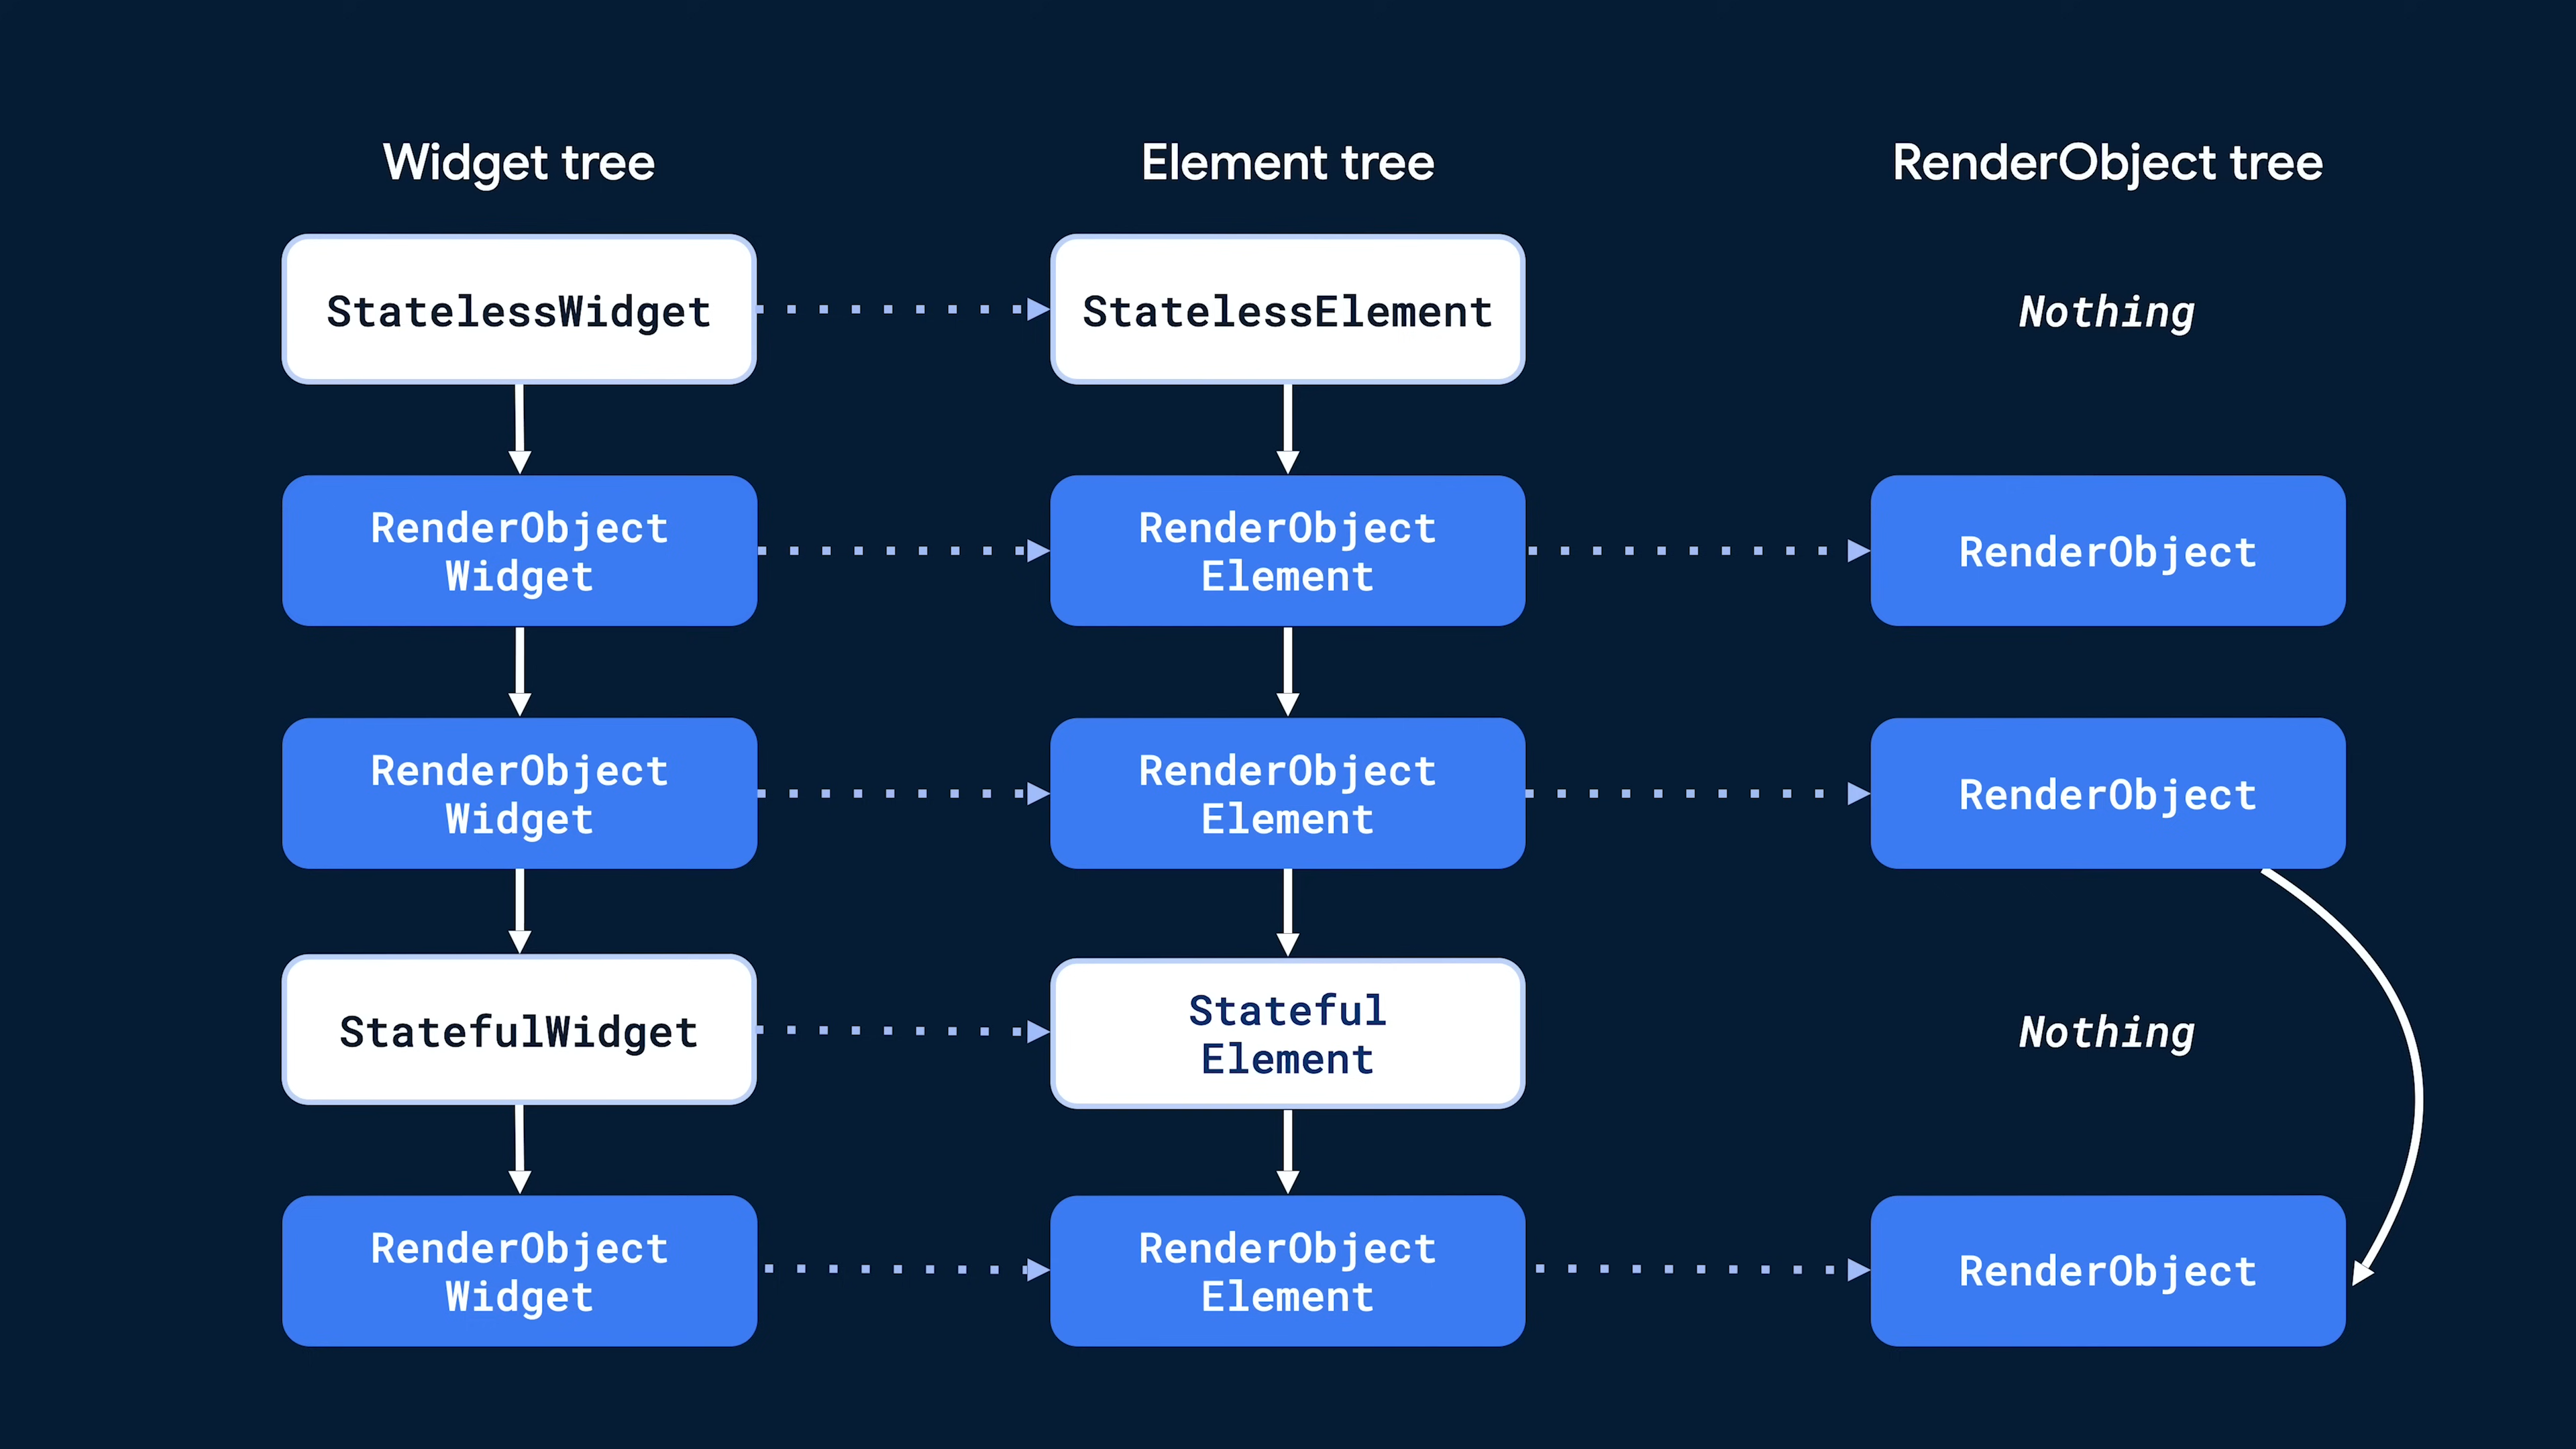 Widget tree
Element tree
RenderObject tree
StatelessWidget
StatelessElement
Nothing
RenderObject
Widget
RenderObject
Element
RenderObject
RenderObject
Widget
RenderObject
Element
RenderObject
StatefulWidget
Stateful
Element
Nothing
RenderObject
Widget
RenderObject
Element
RenderObject